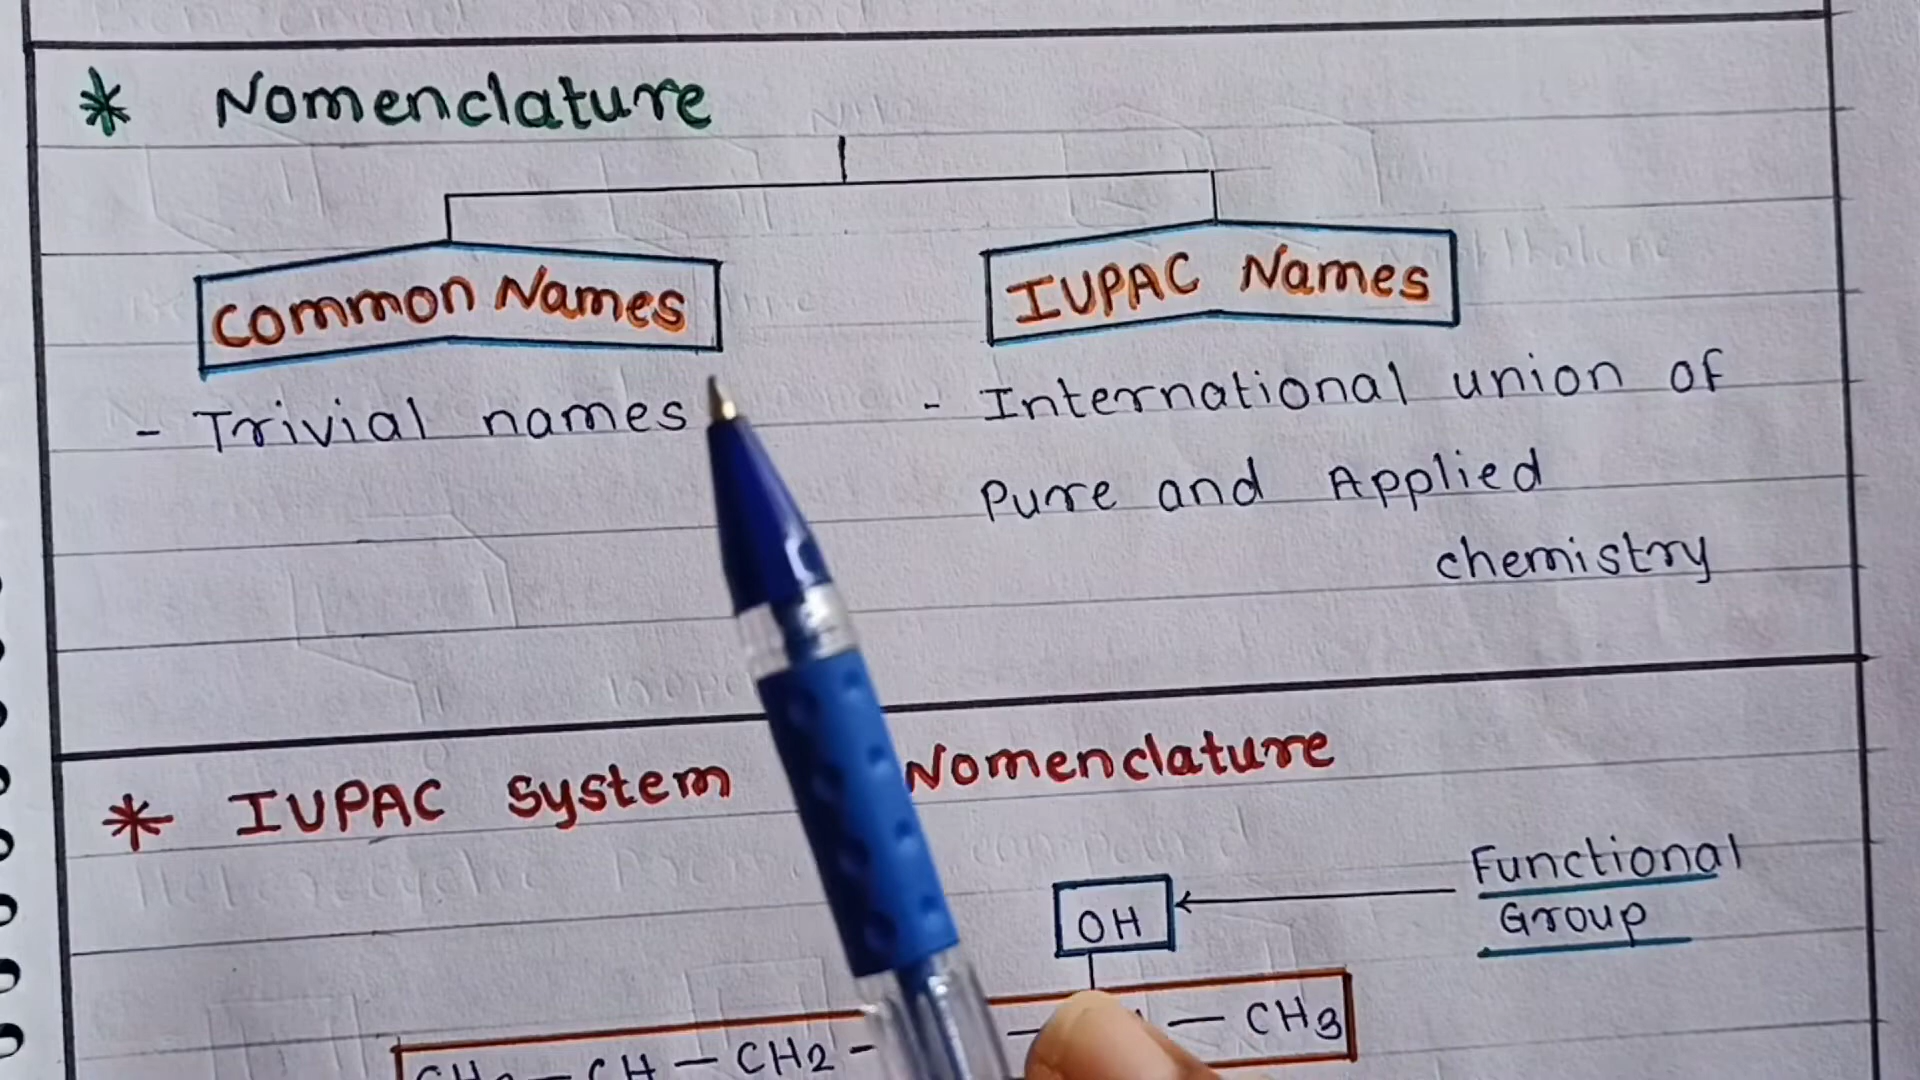 * Nomenclature
Common Names
IUPAC Names
- Trivial names
- International union of
Pure and Applied
chemistry
* IUPAC System Nomenclature
Functional
Group
OH
CH - CH2 -
- CH3